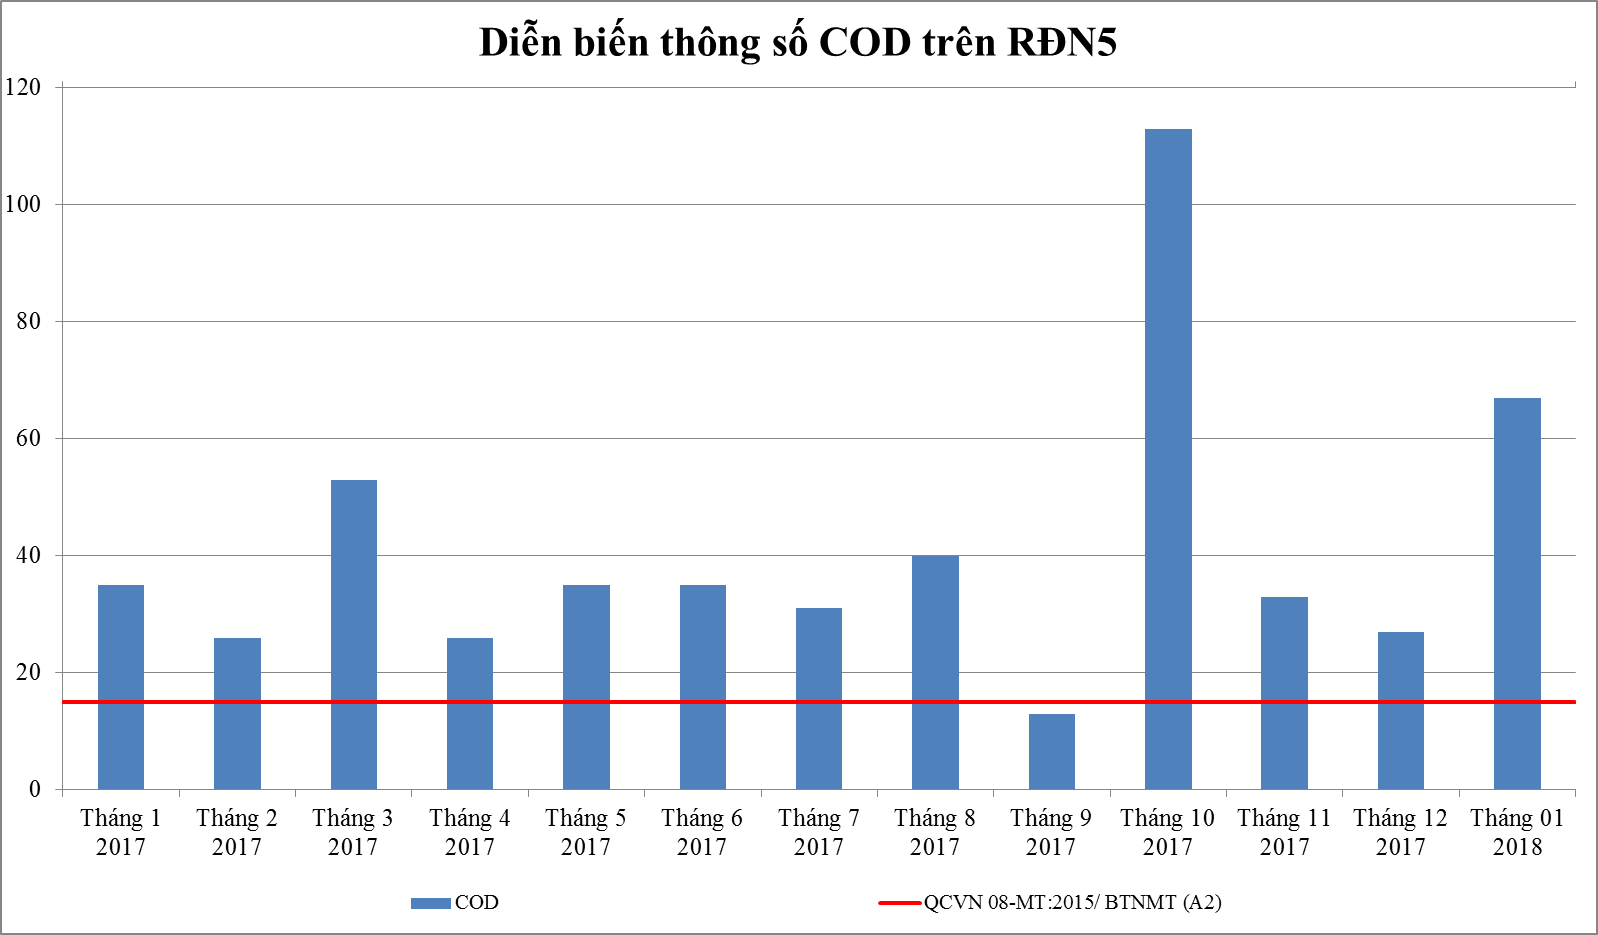 Diễn biến thông số COD trên RĐN5
120
100
80
60
40
20
0
Tháng 1 Tháng 2 Tháng 3 Tháng 4 Tháng 5 Tháng 6 Tháng 7 Tháng 8 Tháng 9 Tháng 10 Tháng 11 Tháng 12 Tháng 01
2017 2017 2017 2017 2017 2017 2017 2017 2017 2017 2017 2017 2018
COD QCVN 08-MT:2015/ BTNMT (A2)